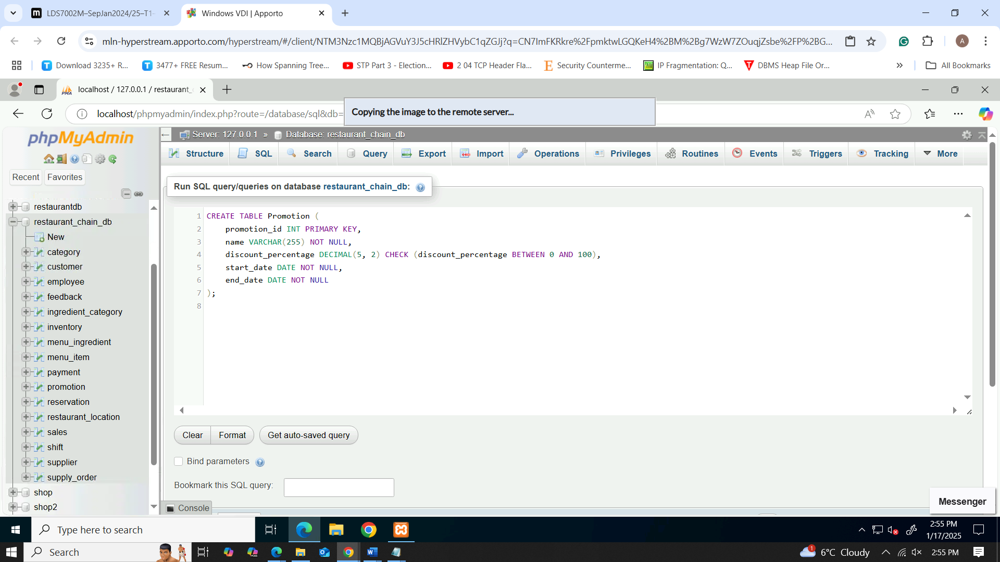 LDS7002M–SepJan2024/25–T1-
Windows VDI | Apporto
mln-hyperstream.apporto.com/hyperstream/#/client/NTM3Nzc1MQBjAGVuY3J5cHRlZHVybC1qZGJj?q=CN7ImFKRkre%2FpmktwLGQKeH4%2BM%2Bg7WzW7ZOuqjZsbe%2FP%2BG...
A
Download 3235+ R...
3477+ FREE Resum...
How Spanning Tree...
STP Part 3 - Election...
2 04 TCP Header Fla...
Security Counterme...
IP Fragmentation: Q...
DBMS Heap File Or...
All Bookmarks
localhost / 127.0.0.1 / restaurant_
localhost/phpmyadmin/index.php?route=/database/sql&db=
Copying the image to the remote server...
phpMyAdmin
Recent
Favorites
restaurantdb
restaurant_chain_db
New
category
customer
employee
feedback
ingredient_category
inventory
menu_ingredient
menu_item
payment
promotion
reservation
restaurant_location
sales
shift
supplier
supply_order
shop
shop2
Server: 127.0.0.1 » Database: restaurant_chain_db
Structure
SQL
Search
Query
Export
Import
Operations
Privileges
Routines
Events
Triggers
Tracking
More
Run SQL query/queries on database restaurant_chain_db:
1 CREATE TABLE Promotion (
2 promotion_id INT PRIMARY KEY,
3 name VARCHAR(255) NOT NULL,
4 discount_percentage DECIMAL(5, 2) CHECK (discount_percentage BETWEEN 0 AND 100),
5 start_date DATE NOT NULL,
6 end_date DATE NOT NULL
7 );
8
Clear
Format
Get auto-saved query
Bind parameters
Bookmark this SQL query:
Console
Messenger
Type here to search
2:55 PM
1/17/2025
Search
1
6°C Cloudy
2:55 PM